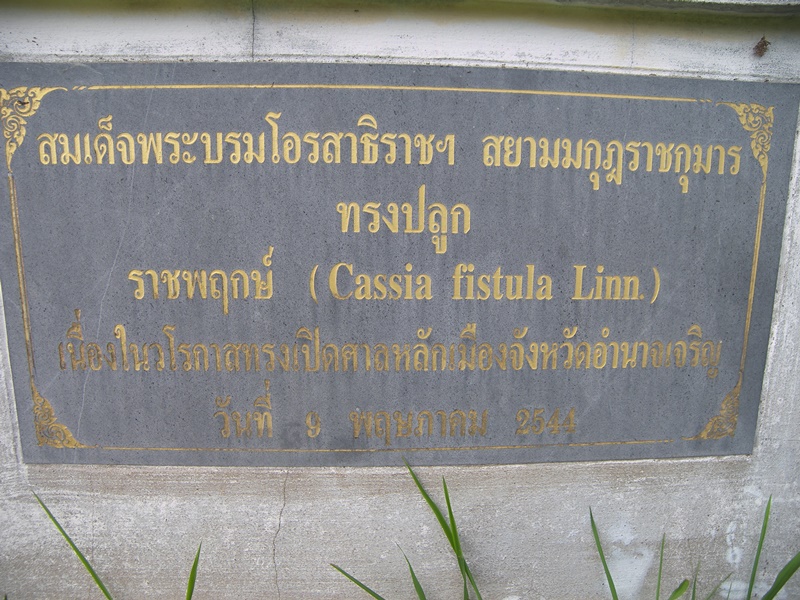 สมเด็จพระบรมโอรสาธิราชฯ สยามมกุฎราชกุมาร
ทรงปลูก
ราชพฤกษ์ (Cassia fistula Linn.)
เนื่องในวโรกาสทรงเปิดศาลหลักเมืองจังหวัดอำนาจเจริญ
วันที่ 9 พฤษภาคม 2544